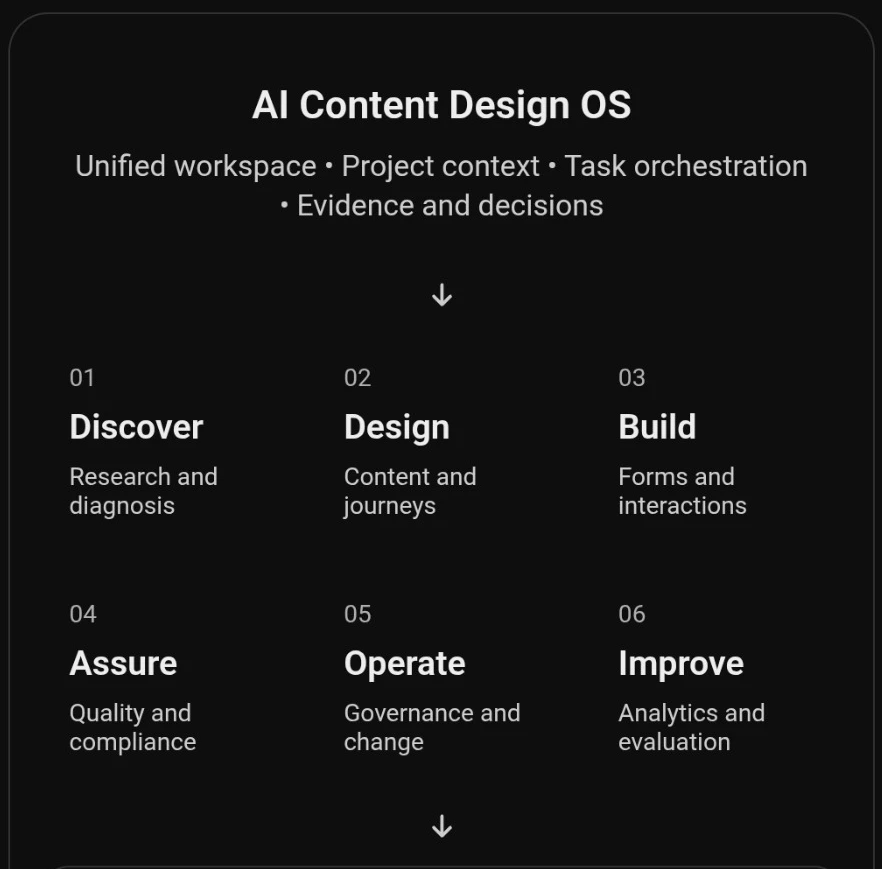 AI Content Design OS
Unified workspace • Project context • Task orchestration
• Evidence and decisions
↓
01
Discover
Research and
diagnosis
02
Design
Content and
journeys
03
Build
Forms and
interactions
04
Assure
Quality and
compliance
05
Operate
Governance and
change
06
Improve
Analytics and
evaluation
↓